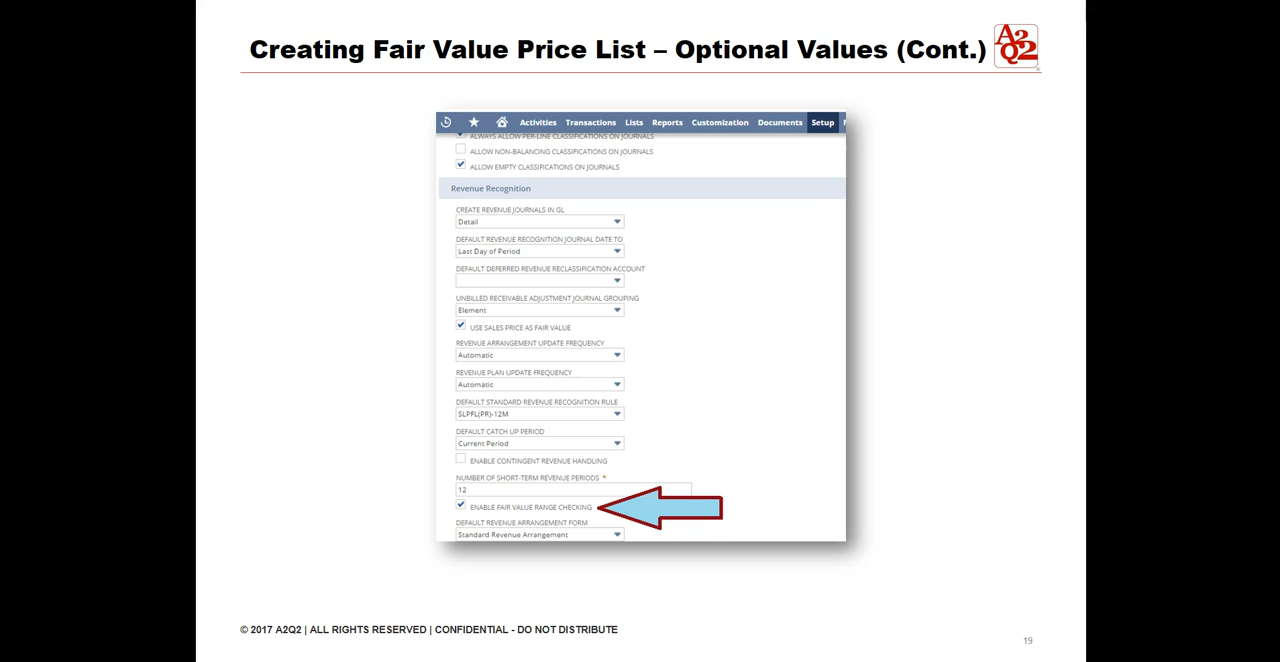 Creating Fair Value Price List – Optional Values (Cont.)
A2
Q2
Activities Transactions Lists Reports Customization Documents Setup
ALWAYS ALLOW PER-LINE CLASSIFICATIONS ON JOURNALS
ALLOW NON-BALANCING CLASSIFICATIONS ON JOURNALS
ALLOW EMPTY CLASSIFICATIONS ON JOURNALS
Revenue Recognition
CREATE REVENUE JOURNALS IN GL
Detail
DEFAULT REVENUE RECOGNITION JOURNAL DATE TO
Last Day of Period
DEFAULT DEFERRED REVENUE RECLASSIFICATION ACCOUNT
UNBILLED RECEIVABLE ADJUSTMENT JOURNAL GROUPING
Element
USE SALES PRICE AS FAIR VALUE
REVENUE ARRANGEMENT UPDATE FREQUENCY
Automatic
REVENUE PLAN UPDATE FREQUENCY
Automatic
DEFAULT STANDARD REVENUE RECOGNITION RULE
SLPFL(PR)-12M
DEFAULT CATCH UP PERIOD
Current Period
ENABLE CONTINGENT REVENUE HANDLING
NUMBER OF SHORT-TERM REVENUE PERIODS *
12
ENABLE FAIR VALUE RANGE CHECKING
DEFAULT REVENUE ARRANGEMENT FORM
Standard Revenue Arrangement
© 2017 A2Q2 | ALL RIGHTS RESERVED | CONFIDENTIAL - DO NOT DISTRIBUTE
19